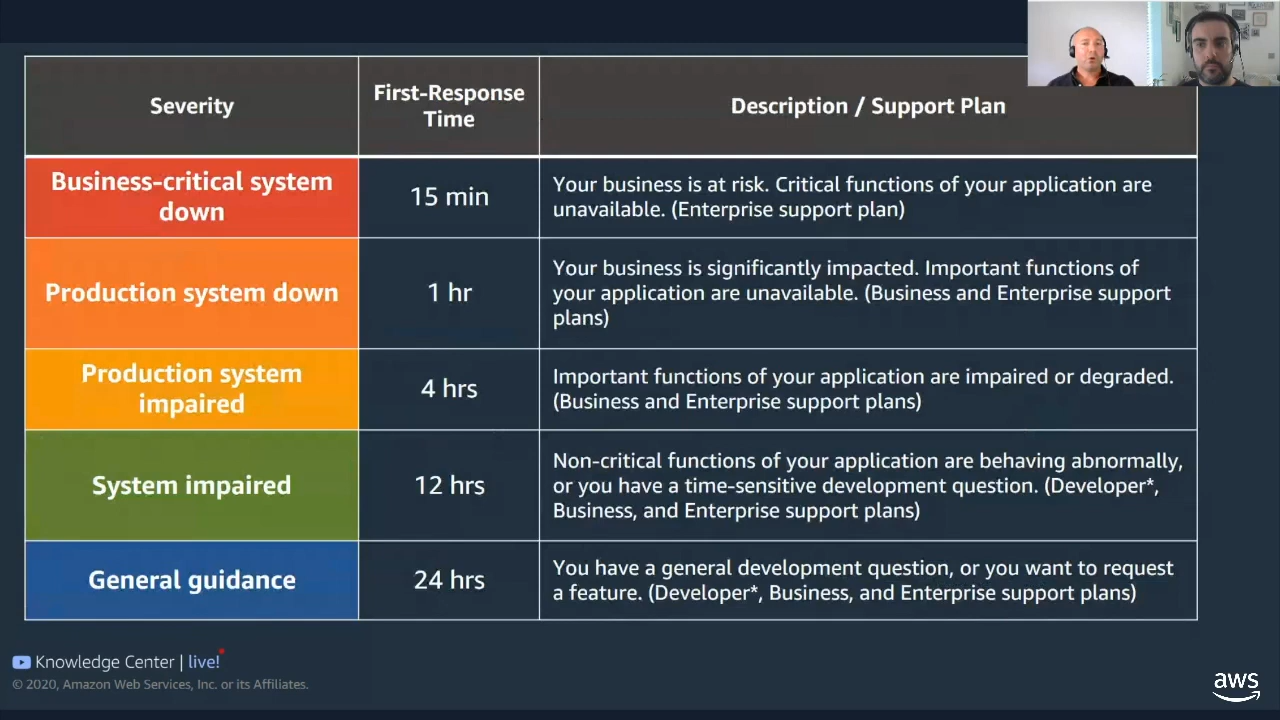 Severity
First-Response
Time
Description / Support Plan
Business-critical system
down
15 min
Your business is at risk. Critical functions of your application are
unavailable. (Enterprise support plan)
Production system down
1 hr
Your business is significantly impacted. Important functions of
your application are unavailable. (Business and Enterprise support
plans)
Production system
impaired
4 hrs
Important functions of your application are impaired or degraded.
(Business and Enterprise support plans)
System impaired
12 hrs
Non-critical functions of your application are behaving abnormally,
or you have a time-sensitive development question. (Developer*,
Business, and Enterprise support plans)
General guidance
24 hrs
You have a general development question, or you want to request
a feature. (Developer*, Business, and Enterprise support plans)
Knowledge Center | live!
© 2020, Amazon Web Services, Inc. or its Affiliates.
aws